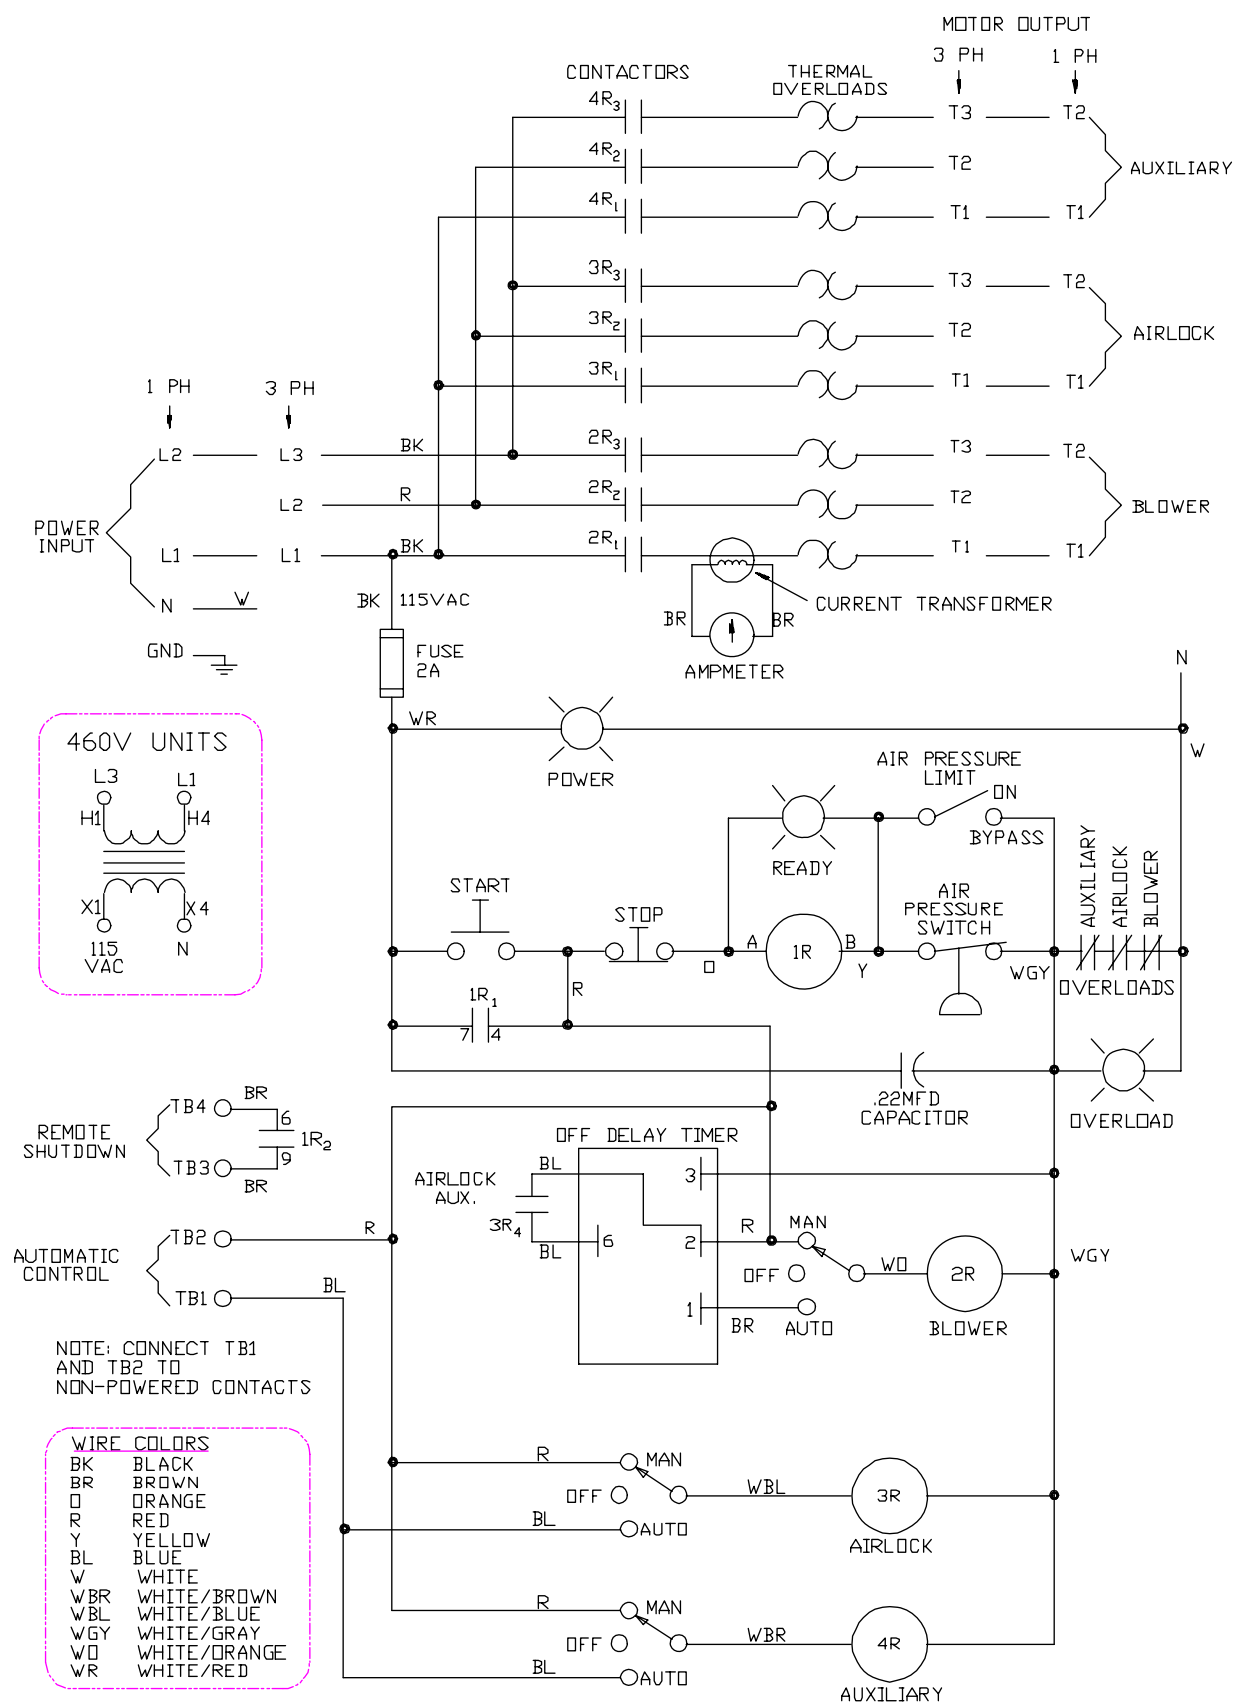 MOTOR OUTPUT
3 PH
1 PH
CONTACTORS
THERMAL
OVERLOADS
4R3
T3
T2
4R2
T2
AUXILIARY
4R1
T1
T1
3R3
T3
T2
3R2
T2
AIRLOCK
3R1
T1
T1
1 PH
3 PH
2R3
T3
T2
L2
L3
BK
L2
R
2R2
T2
BLOWER
POWER
INPUT
L1
L1
BK
2R1
T1
T1
N
W
BK
115VAC
BR
BR
CURRENT TRANSFORMER
GND
FUSE
2A
AMPMETER
N
WR
POWER
W
460V UNITS
L3
L1
H1
H4
X1
X4
115
VAC
N
AIR PRESSURE
LIMIT
ON
BYPASS
READY
AUXILIARY
AIRLOCK
BLOWER
START
STOP
AIR
PRESSURE
SWITCH
A
1R
B
O
Y
WGY
OVERLOADS
R
1R1
7
4
.22MFD
CAPACITOR
OVERLOAD
REMOTE
SHUTDOWN
TB4
BR
6
1R2
9
TB3
BR
OFF DELAY TIMER
AIRLOCK
AUX.
BL
3
3R4
BL
6
2
R
MAN
OFF
WO
2R
WGY
1
BR
AUTO
BLOWER
AUTOMATIC
CONTROL
TB2
R
TB1
BL
NOTE: CONNECT TB1
AND TB2 TO
NON-POWERED CONTACTS
WIRE COLORS
BK BLACK
BR BROWN
O ORANGE
R RED
Y YELLOW
BL BLUE
W WHITE
WBR WHITE/BROWN
WBL WHITE/BLUE
WGY WHITE/GRAY
WO WHITE/ORANGE
WR WHITE/RED
R
MAN
OFF
WBL
3R
BL
AUTO
AIRLOCK
R
MAN
OFF
WBR
4R
BL
AUTO
AUXILIARY